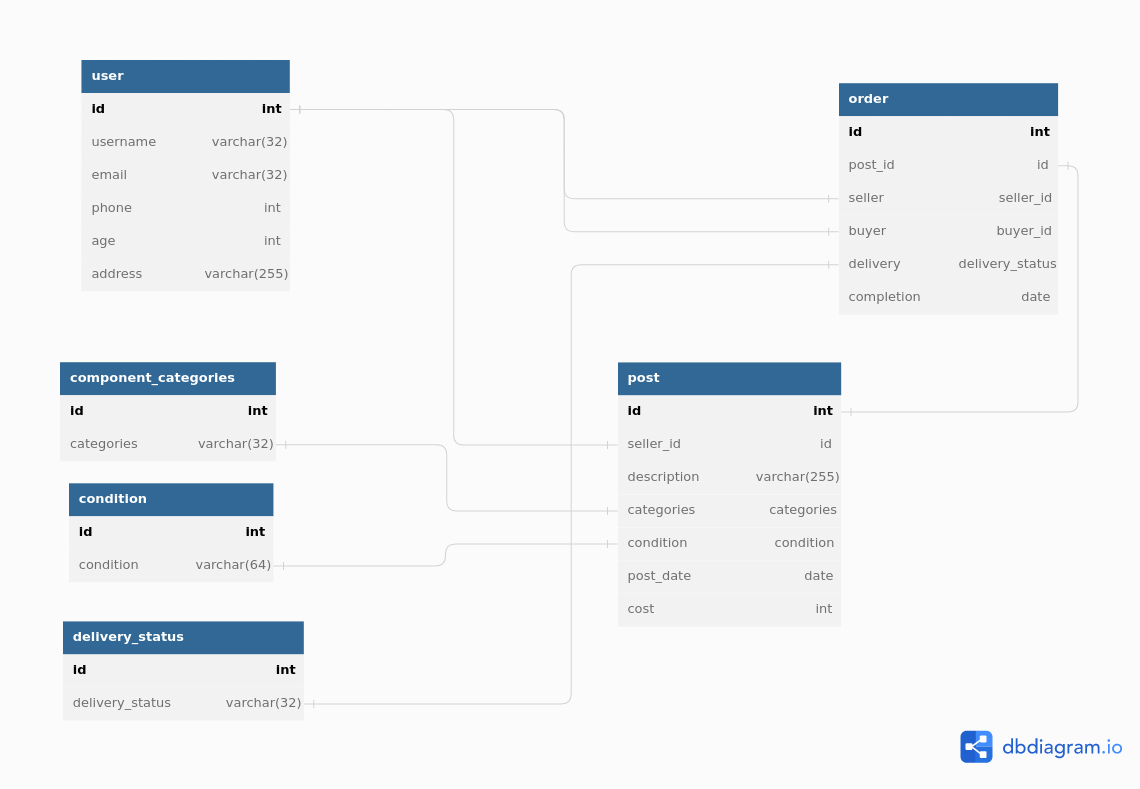 user
id int
username varchar(32)
email varchar(32)
phone int
age int
address varchar(255)
order
id int
post_id id
seller seller_id
buyer buyer_id
delivery delivery_status
completion date
component_categories
id int
categories varchar(32)
condition
id int
condition varchar(64)
delivery_status
id int
delivery_status varchar(32)
post
id int
seller_id id
description varchar(255)
categories categories
condition condition
post_date date
cost int
dbdiagram.io